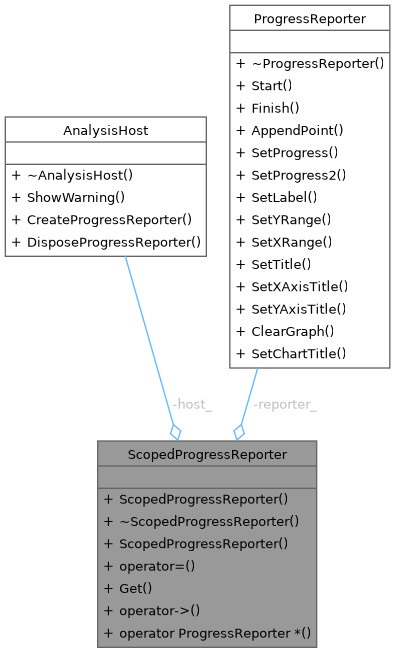 ProgressReporter
+ ~ProgressReporter()
+ Start()
+ Finish()
+ AppendPoint()
+ SetProgress()
+ SetProgress2()
+ SetLabel()
+ SetYRange()
+ SetXRange()
+ SetTitle()
+ SetXAxisTitle()
+ SetYAxisTitle()
+ ClearGraph()
+ SetChartTitle()
AnalysisHost
+ ~AnalysisHost()
+ ShowWarning()
+ CreateProgressReporter()
+ DisposeProgressReporter()
-host_
-reporter_
ScopedProgressReporter
+ ScopedProgressReporter()
+ ~ScopedProgressReporter()
+ ScopedProgressReporter()
+ operator=()
+ Get()
+ operator->()
+ operator ProgressReporter *()